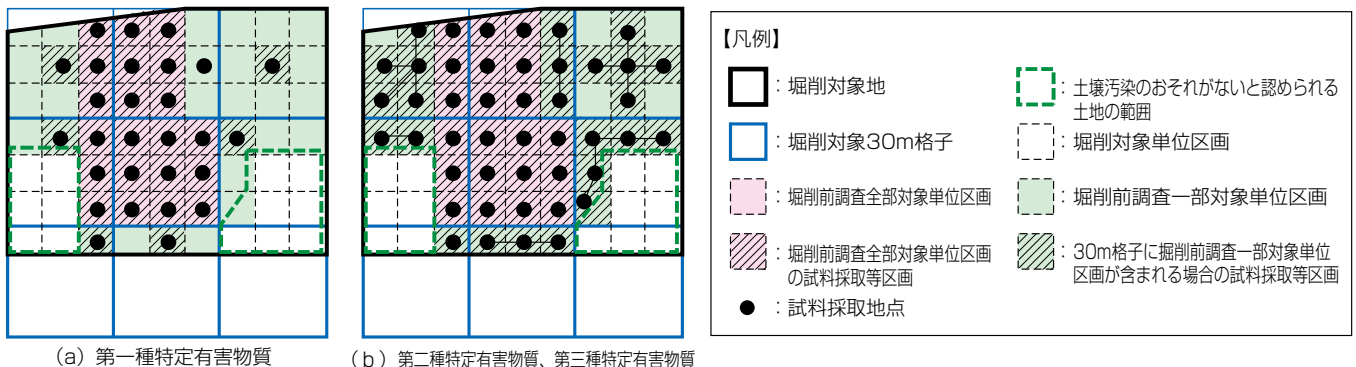 【凡例】
：堀削対象地
：土壌汚染のおそれがないと認められる
土地の範囲
：堀削対象30m格子
：堀削対象単位区画
：堀削前調査全部対象単位区画
：堀削前調査一部対象単位区画
：堀削前調査全部対象単位区画
の試料採取等区画
：30m格子に堀削前調査一部対象単位
区画が含まれる場合の試料採取等区画
：試料採取地点
（a）第一種特定有害物質
（b）第二種特定有害物質、第三種特定有害物質